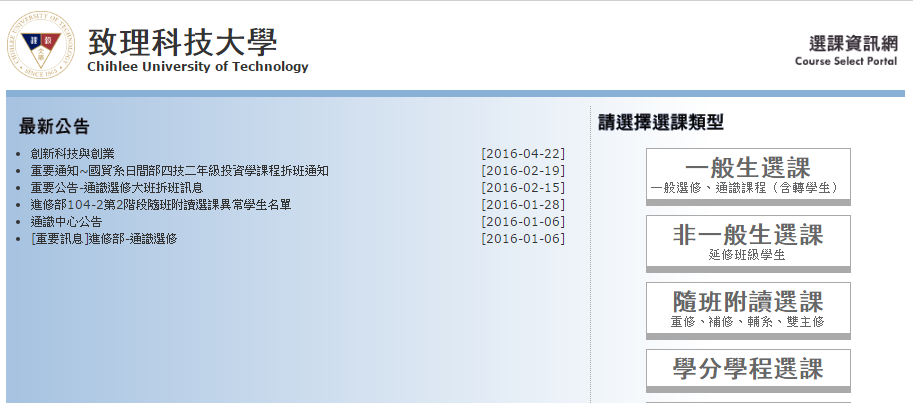 致理科技大學
Chihlee University of Technology
選課資訊網
Course Select Portal
CHIHLEE UNIVERSITY OF TECHNOLOGY
SINCE 1965
最新公告
創新科技與創業 [2016-04-22]
重要通知~國貿系日間部四技二年級投資學課程拆班通知 [2016-02-19]
重要公告-通識選修大班拆班訊息 [2016-02-15]
進修部104-2第2階段隨班附讀選課異常學生名單 [2016-01-28]
通識中心公告 [2016-01-06]
[重要訊息]進修部-通識選修 [2016-01-06]
請選擇選課類型
一般生選課
一般選修、通識課程（含轉學生）
非一般生選課
延修班級學生
隨班附讀選課
重修、補修、輔系、雙主修
學分學程選課